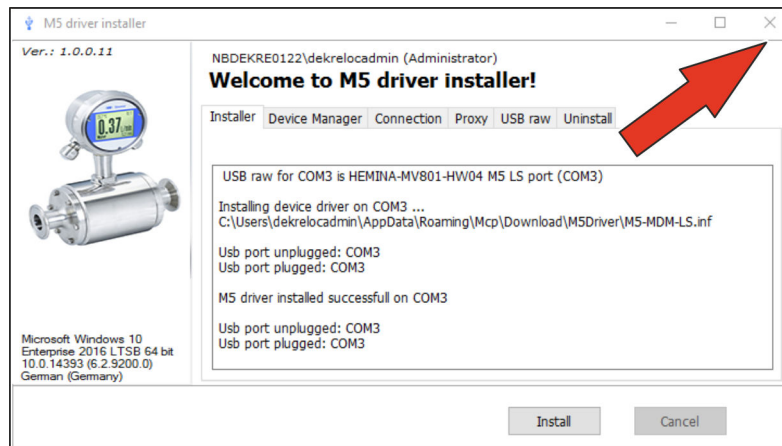 M5 driver installer
Ver.: 1.0.0.11
NBDEKRE0122\dekrelocadmin (Administrator)
Welcome to M5 driver installer!
Installer Device Manager Connection Proxy USB raw Uninstall
0.37
USB raw for COM3 is HEMINA-MV801-HW04 M5 LS port (COM3)
Installing device driver on COM3 ...
C:\Users\dekrelocadmin\AppData\Roaming\Mcp\Download\M5Driver\M5-MDM-LS.inf
Usb port unplugged: COM3
Usb port plugged: COM3
M5 driver installed successfull on COM3
Usb port unplugged: COM3
Usb port plugged: COM3
Microsoft Windows 10
Enterprise 2016 LTSB 64 bit
10.0.14393 (6.2.9200.0)
German (Germany)
Install Cancel